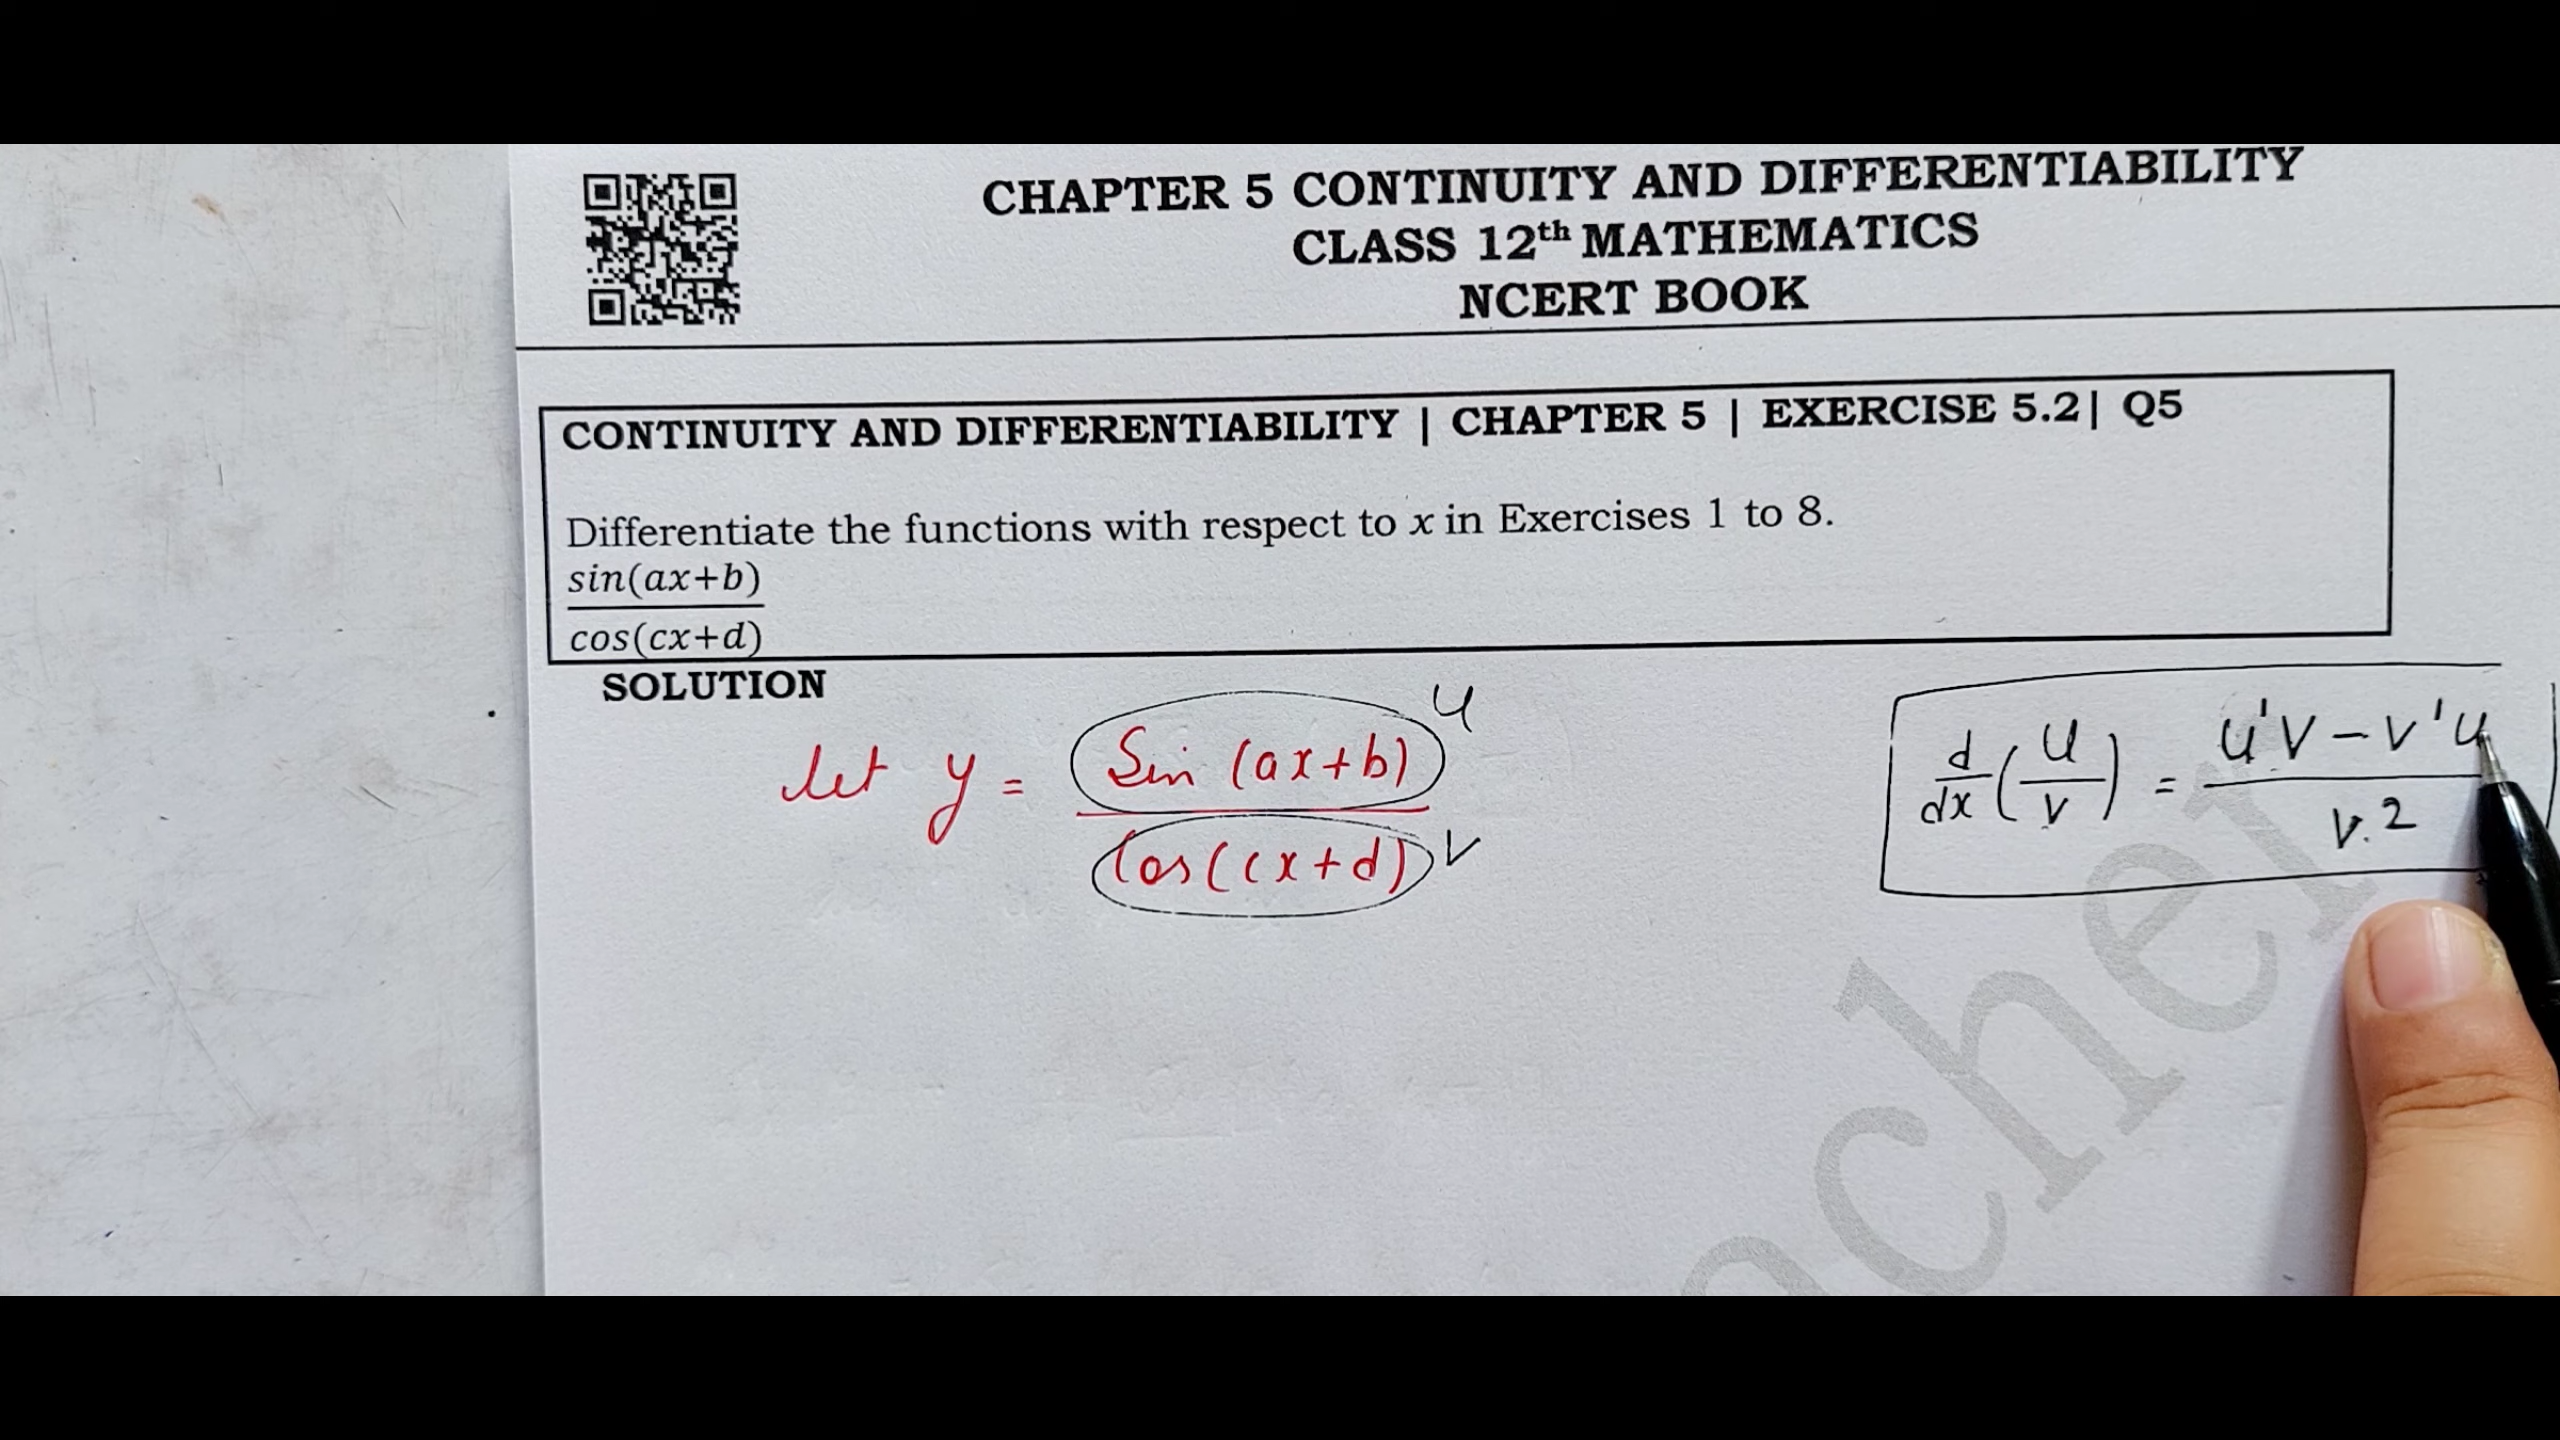 CHAPTER 5 CONTINUITY AND DIFFERENTIABILITY
CLASS 12th MATHEMATICS
NCERT BOOK
CONTINUITY AND DIFFERENTIABILITY | CHAPTER 5 | EXERCISE 5.2| Q5
Differentiate the functions with respect to x in Exercises 1 to 8.
sin(ax+b)
cos(cx+d)
SOLUTION
let y = Sin (ax+b) u
Cos(cx+d) v
d/dx (u/v) = u'v - v'u
v.2